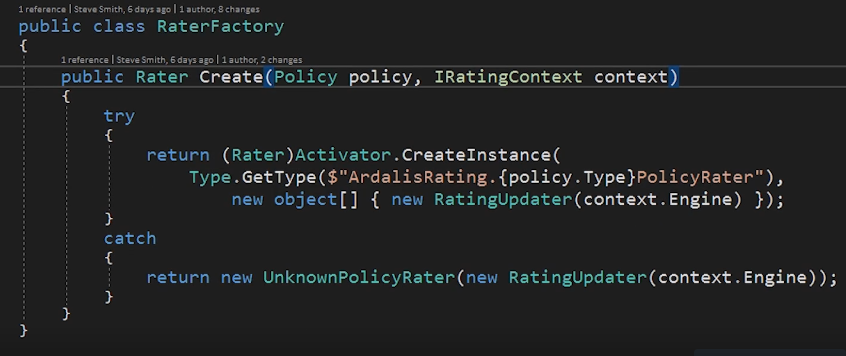 1 reference | Steve Smith, 6 days ago | 1 author, 8 changes
public class RaterFactory
{
1 reference | Steve Smith, 6 days ago | 1 author, 2 changes
public Rater Create(Policy policy, IRatingContext context)
{
try
{
return (Rater)Activator.CreateInstance(
Type.GetType($"ArdalisRating.{policy.Type}PolicyRater"),
new object[] { new RatingUpdater(context.Engine) });
}
catch
{
return new UnknownPolicyRater(new RatingUpdater(context.Engine));
}
}
}